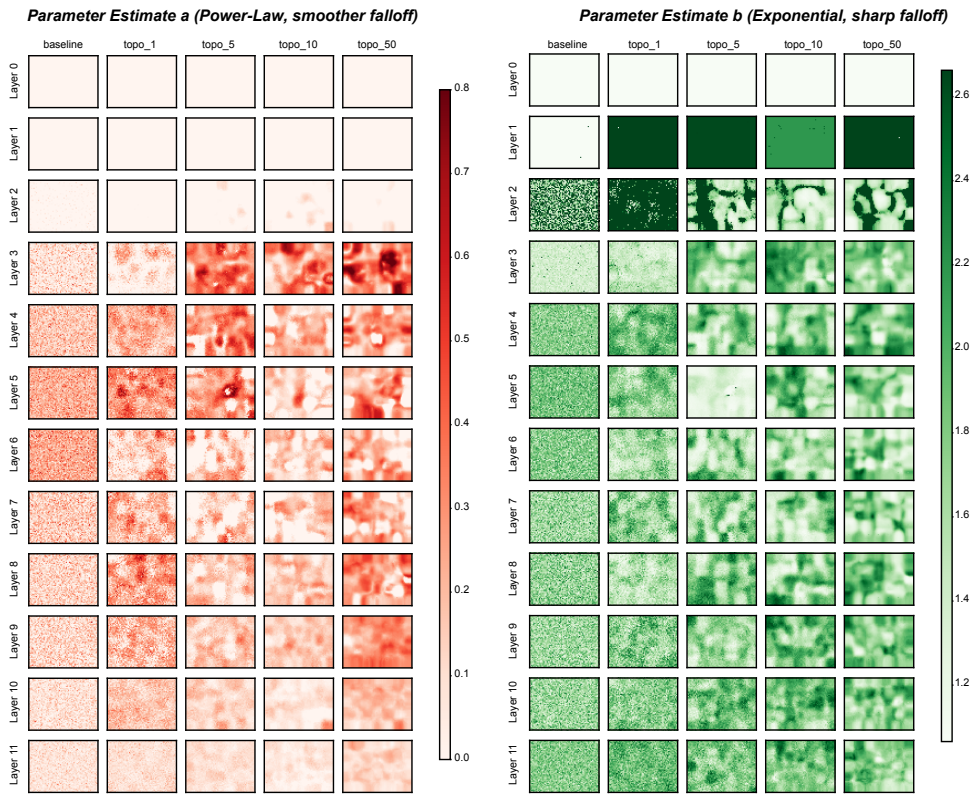 Parameter Estimate a (Power-Law, smoother falloff)
baseline topo_1 topo_5 topo_10 topo_50
Layer 0
Layer 1
Layer 2
Layer 3
Layer 4
Layer 5
Layer 6
Layer 7
Layer 8
Layer 9
Layer 10
Layer 11
0.8
0.7
0.6
0.5
0.4
0.3
0.2
0.1
0.0
Parameter Estimate b (Exponential, sharp falloff)
baseline topo_1 topo_5 topo_10 topo_50
Layer 0
Layer 1
Layer 2
Layer 3
Layer 4
Layer 5
Layer 6
Layer 7
Layer 8
Layer 9
Layer 10
Layer 11
2.6
2.4
2.2
2.0
1.8
1.6
1.4
1.2